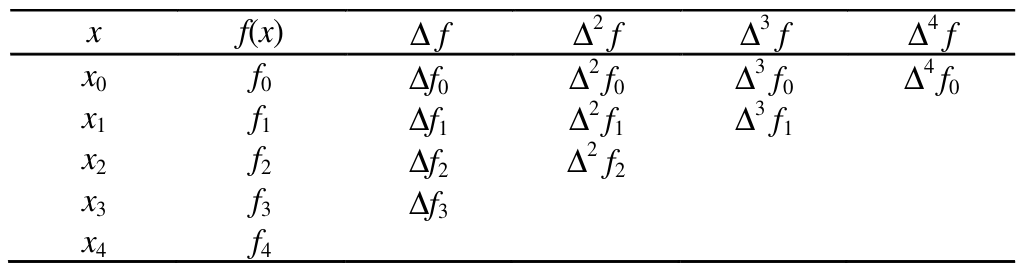 x f(x) Δf Δ²f Δ³f Δ⁴f
x₀ f₀ Δf₀ Δ²f₀ Δ³f₀ Δ⁴f₀
x₁ f₁ Δf₁ Δ²f₁ Δ³f₁
x₂ f₂ Δf₂ Δ²f₂
x₃ f₃ Δf₃
x₄ f₄